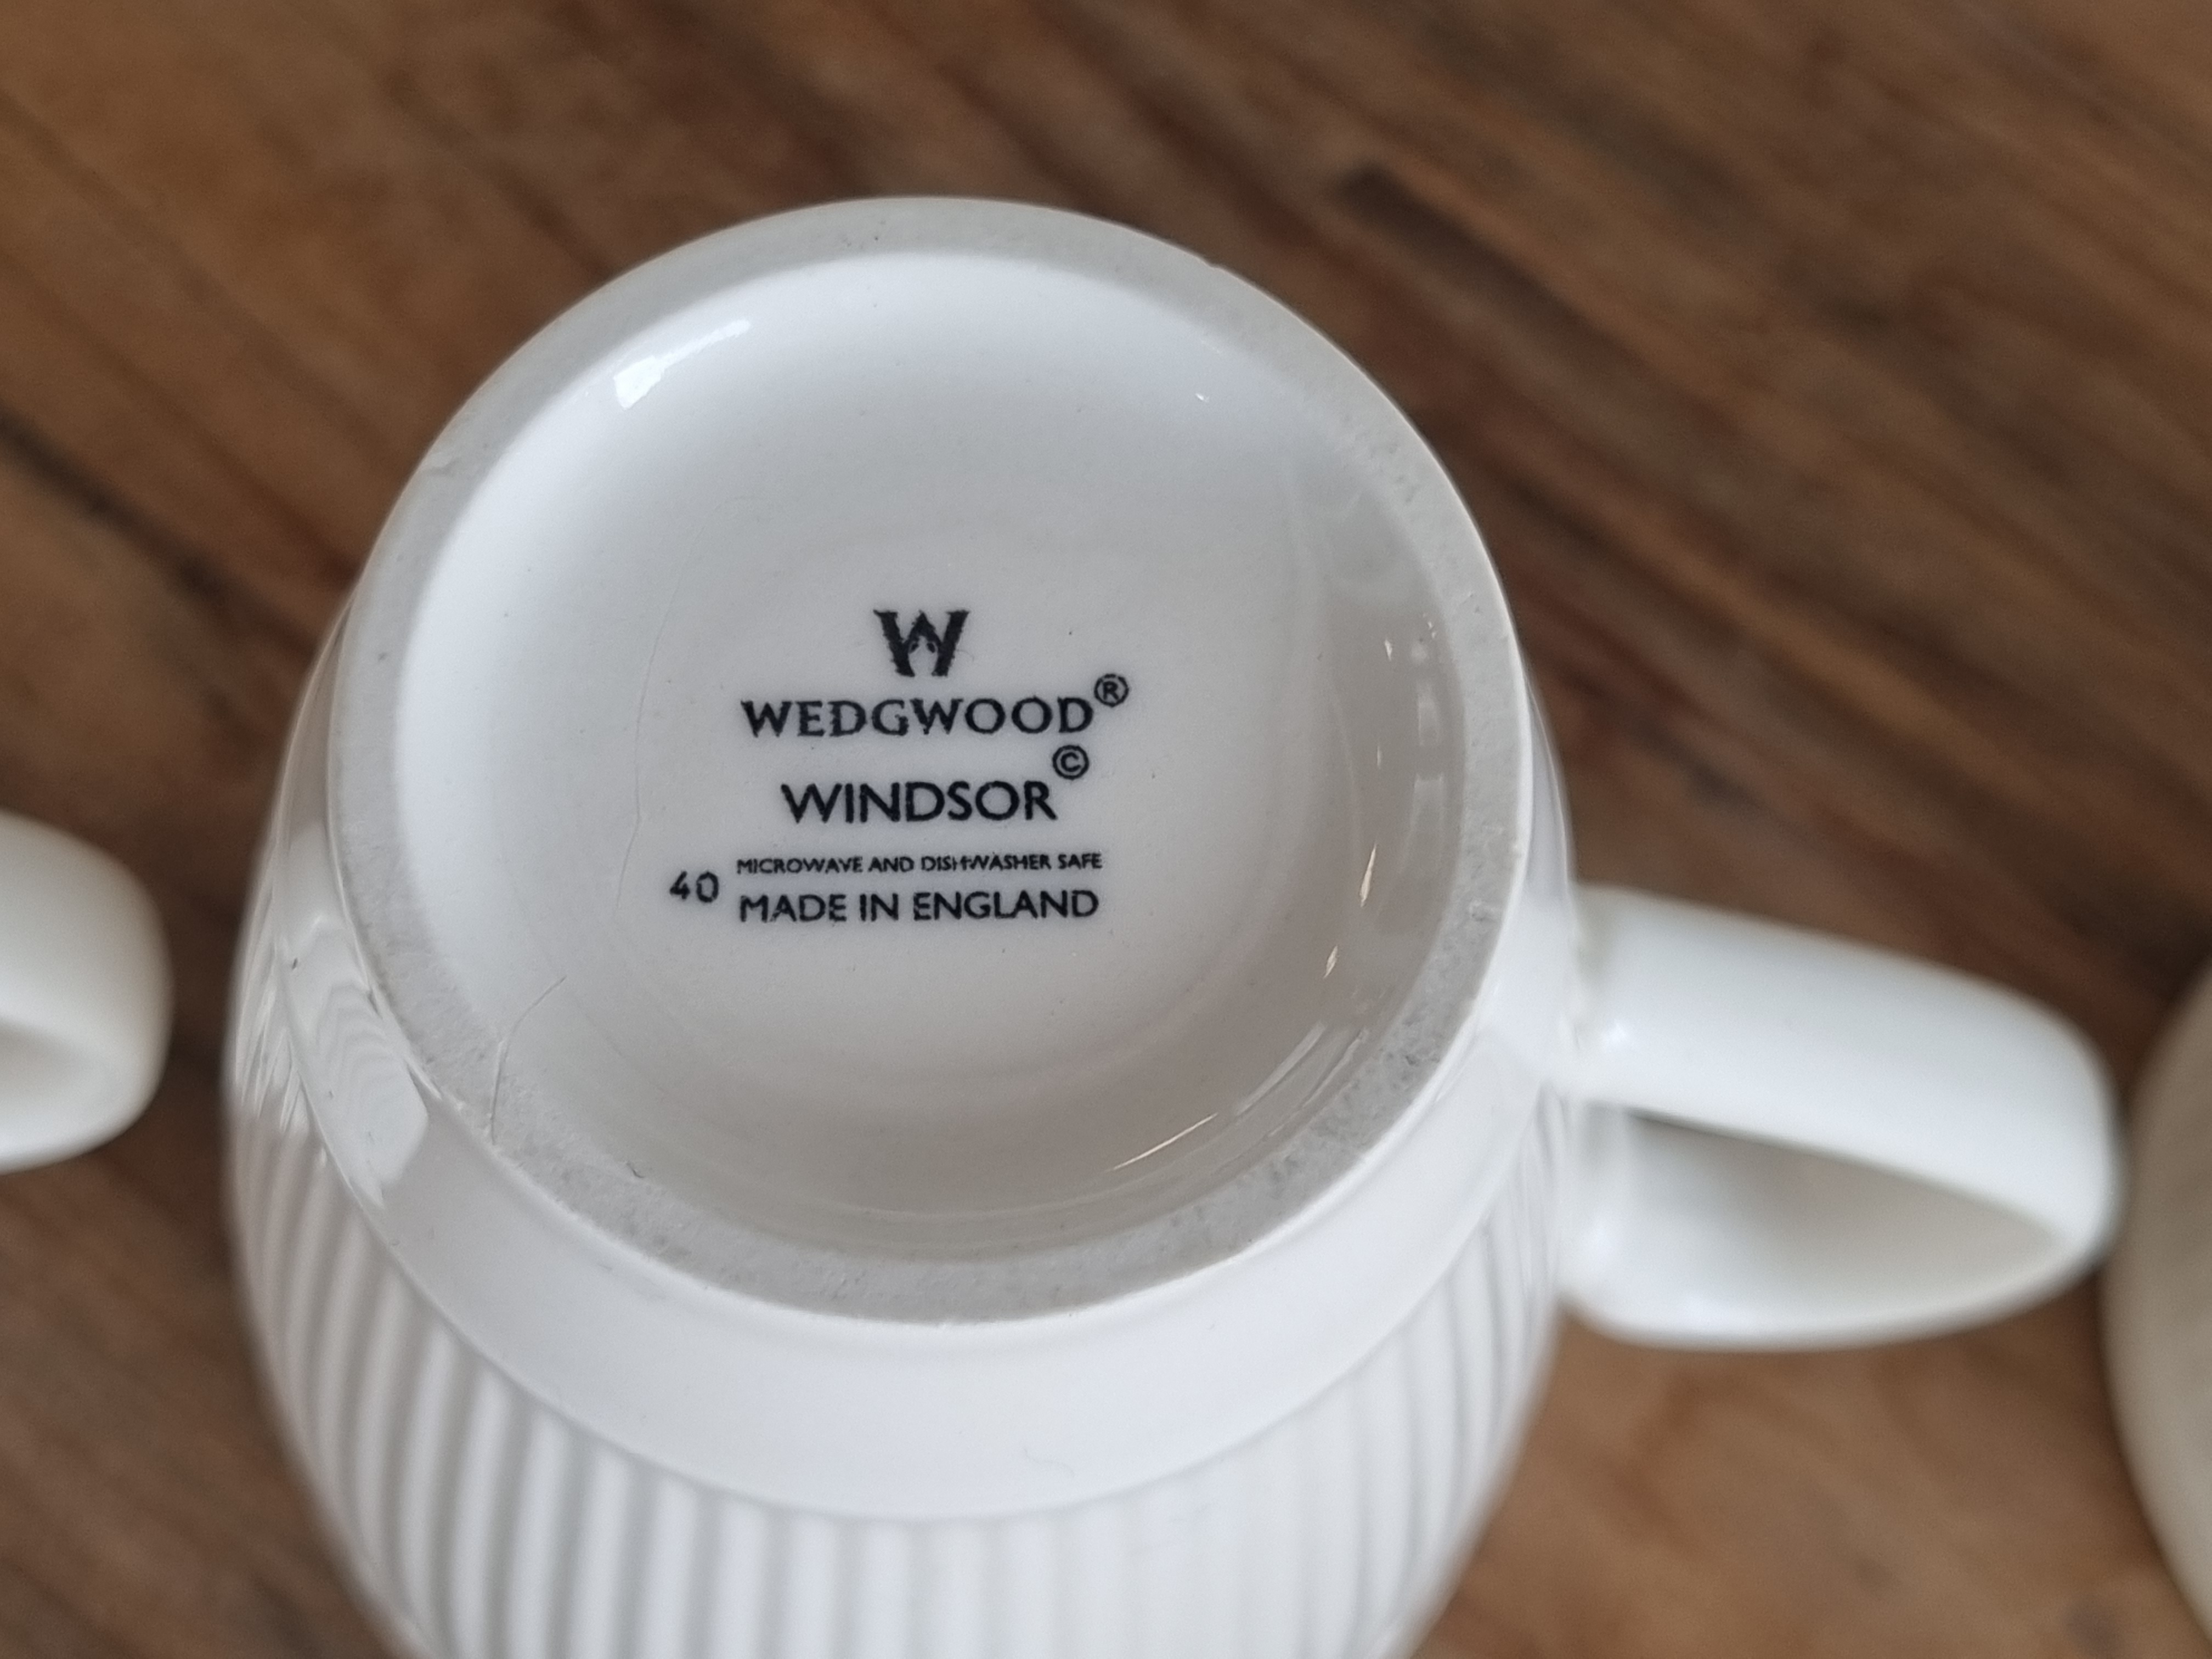 W
WEDGWOOD®
WINDSOR©
40 MICROWAVE AND DISHWASHER SAFE
MADE IN ENGLAND